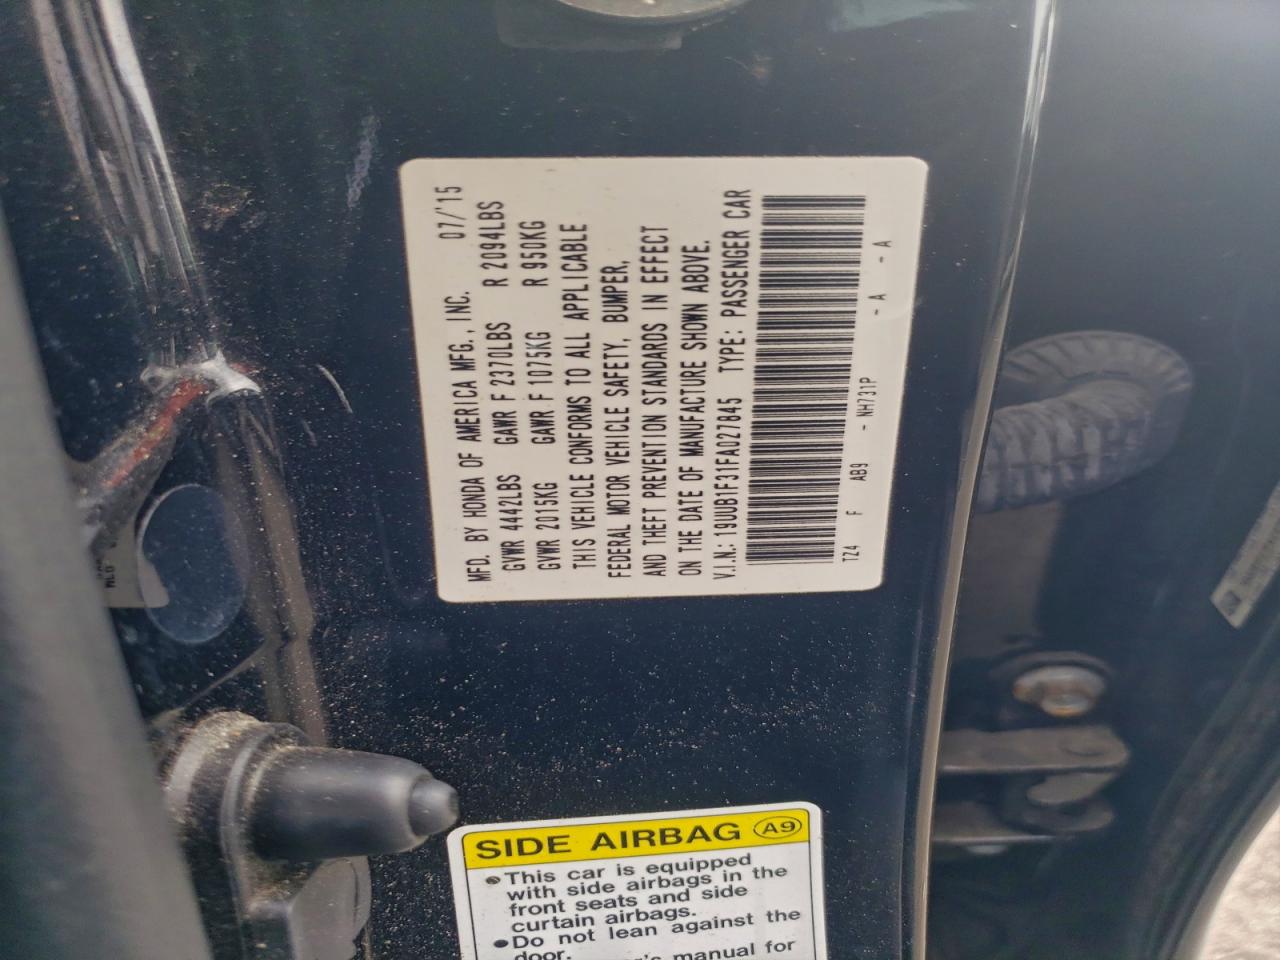 MFD. BY HONDA OF AMERICA MFG., INC. 07/'15
GVWR 4442LBS GAWR F 2370LBS R 2094LBS
GVWR 2015KG GAWR F 1075KG R 950KG
THIS VEHICLE CONFORMS TO ALL APPLICABLE
FEDERAL MOTOR VEHICLE SAFETY, BUMPER,
AND THEFT PREVENTION STANDARDS IN EFFECT
ON THE DATE OF MANUFACTURE SHOWN ABOVE.
V.I.N.: 19UUB1F31FA027845 TYPE: PASSENGER CAR
TZ4 F AB9 - NH731P - A - A
SIDE AIRBAG A9
• This car is equipped
with side airbags in the
front seats and side
curtain airbags.
• Do not lean against the
door.
manual for